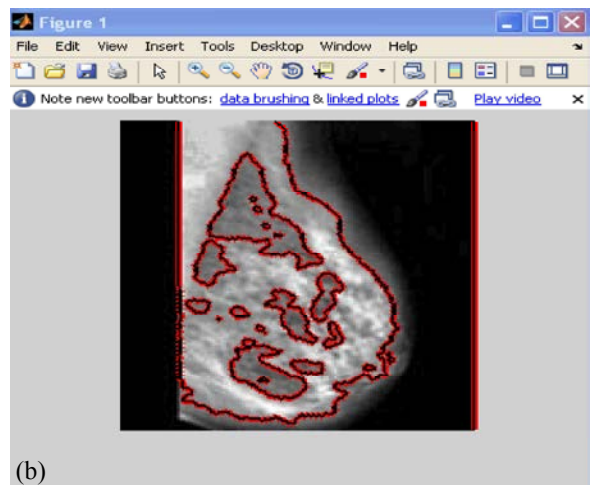 Figure 1
File Edit View Insert Tools Desktop Window Help
Note new toolbar buttons: data brushing & linked plots Play video
(b)